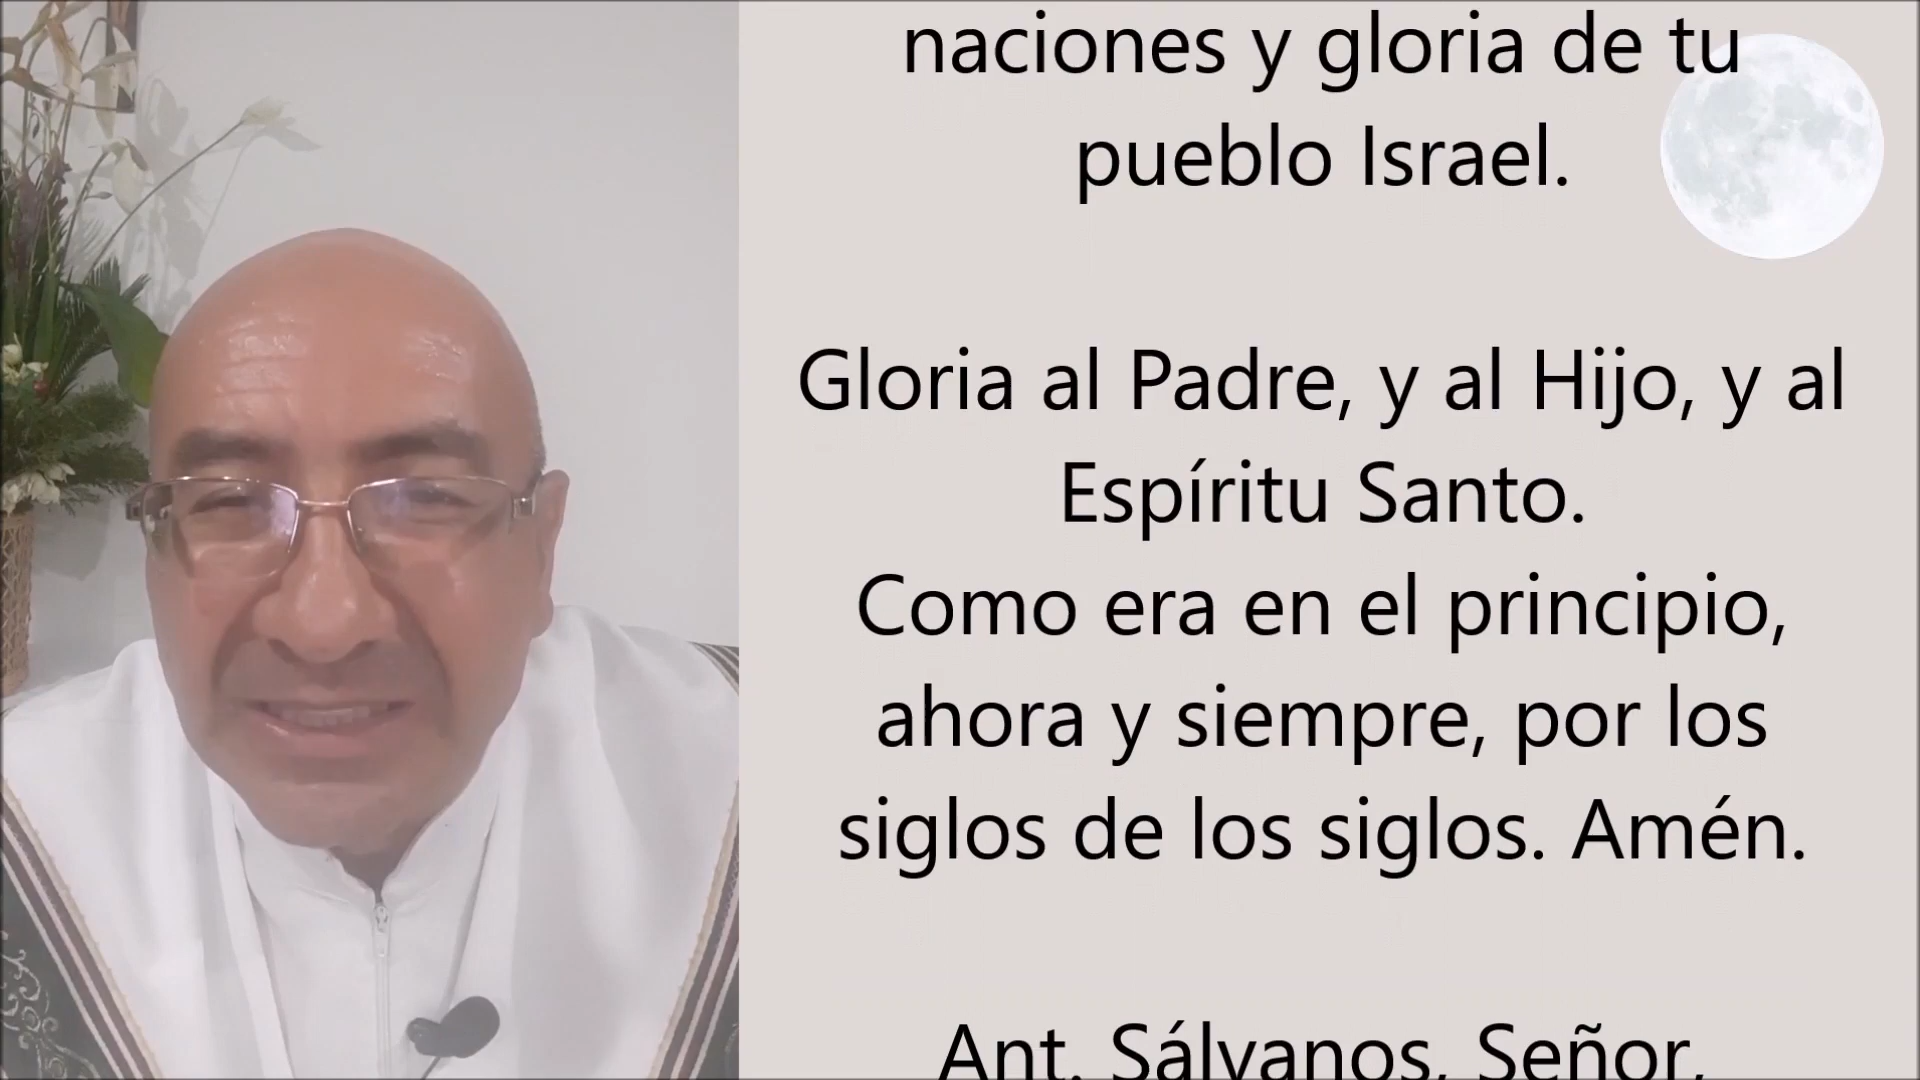 naciones y gloria de tu
pueblo Israel.
Gloria al Padre, y al Hijo, y al
Espíritu Santo.
Como era en el principio,
ahora y siempre, por los
siglos de los siglos. Amén.
Ant. Sálvanos, Señor,